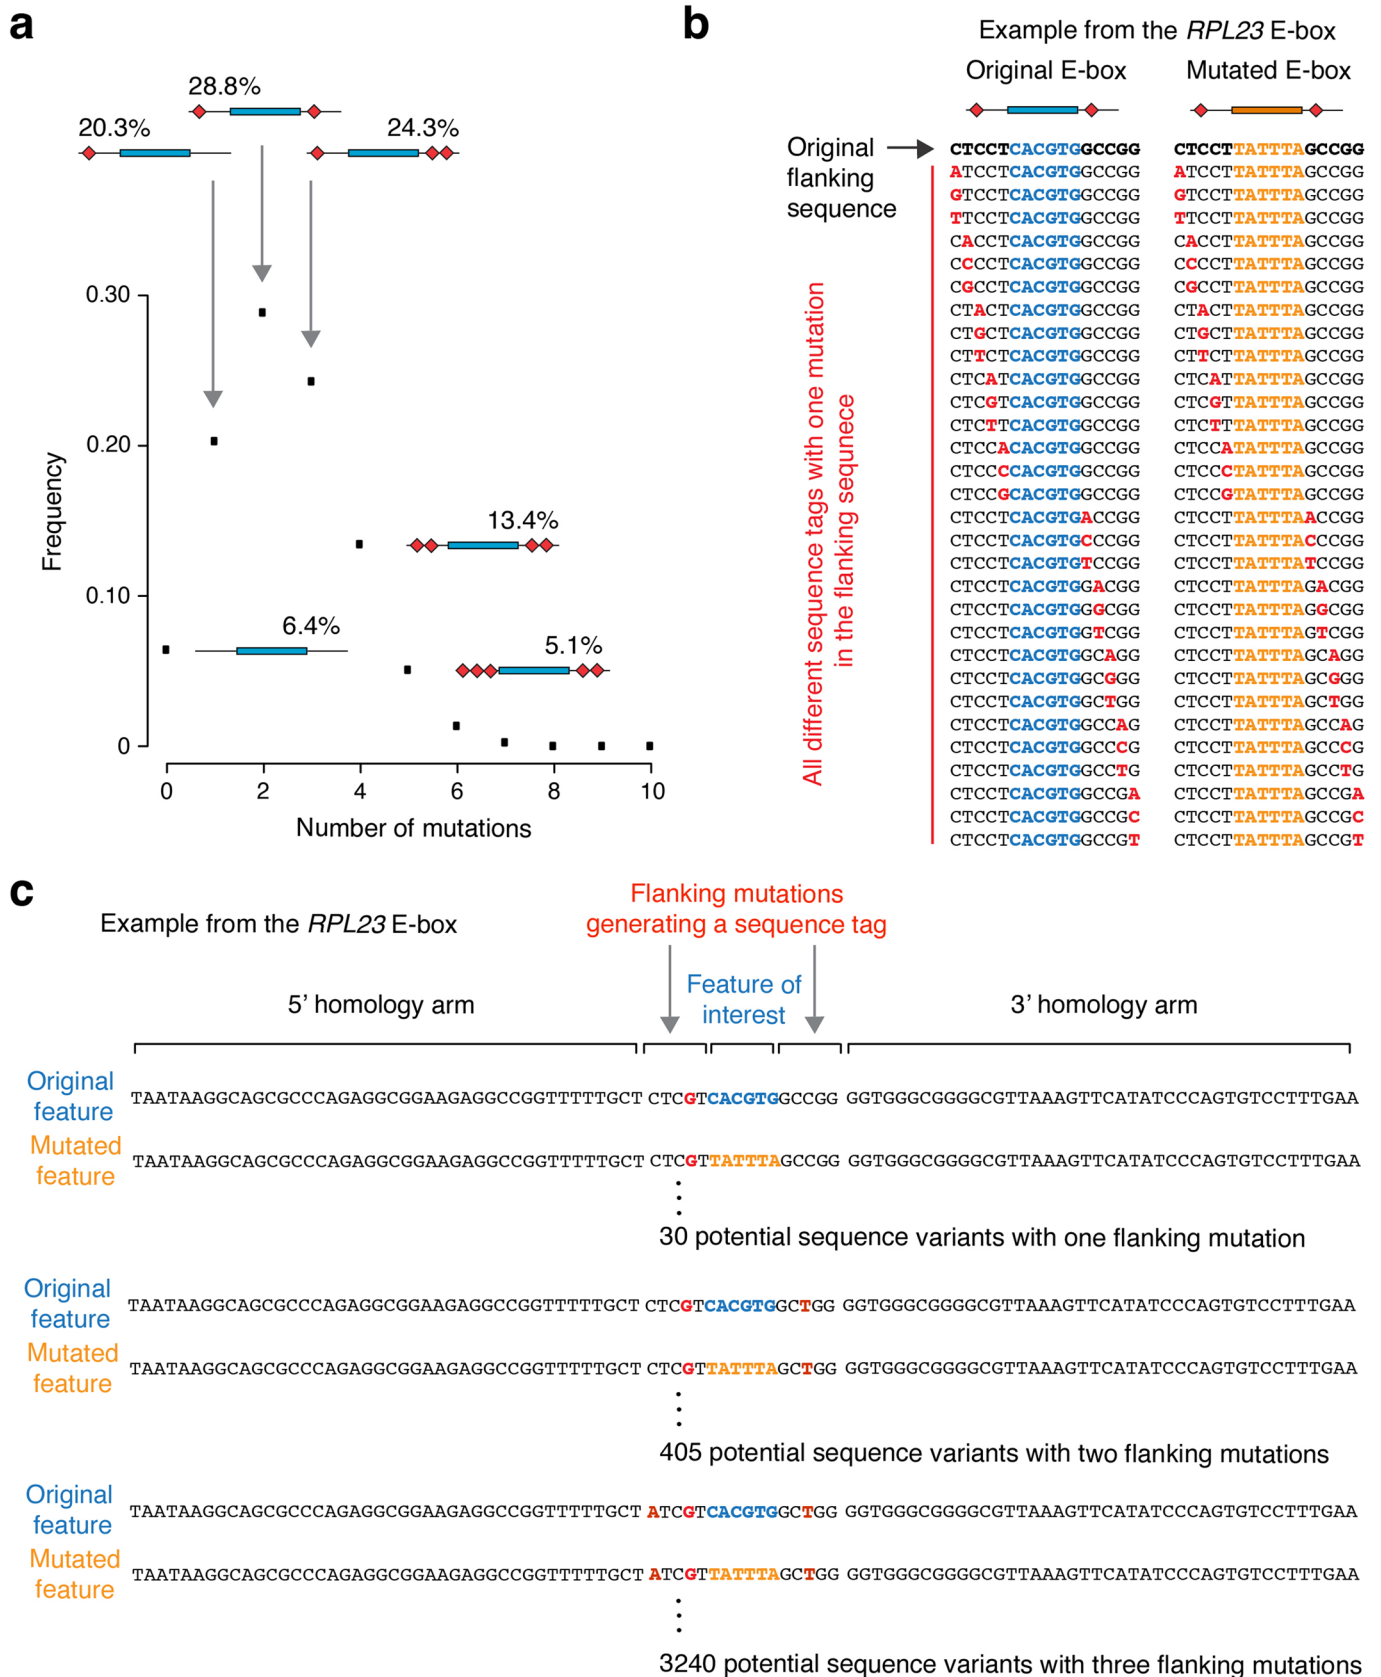 a
28.8%
20.3%
24.3%
0.30
0.20
0.10
0
Frequency
13.4%
6.4%
5.1%
0 2 4 6 8 10
Number of mutations
b
Example from the RPL23 E-box
Original E-box Mutated E-box
Original
flanking
sequence
All different sequence tags with one mutation
in the flanking sequnece
CTCCTCACGTGGCCGG CTCCTTATTTAGCCGG
ATCCTCACGTGGCCGG ATCCTTATTTAGCCGG
GTCCTCACGTGGCCGG GTCCTTATTTAGCCGG
TTCCTCACGTGGCCGG TTCCTTATTTAGCCGG
CACCTCACGTGGCCGG CACCTTATTTAGCCGG
CCCCTCACGTGGCCGG CCCCTTATTTAGCCGG
CGCCTCACGTGGCCGG CGCCTTATTTAGCCGG
CTACTCACGTGGCCGG CTACTTATTTAGCCGG
CTGCTCACGTGGCCGG CTGCTTATTTAGCCGG
CTTCTCACGTGGCCGG CTTCTTATTTAGCCGG
CTCATCACGTGGCCGG CTCATTATTTAGCCGG
CTCGTCACGTGGCCGG CTCGTTATTTAGCCGG
CTCTTCACGTGGCCGG CTCTTTATTTAGCCGG
CTCCACACGTGGCCGG CTCCATATTTAGCCGG
CTCCCCACGTGGCCGG CTCCCTATTTAGCCGG
CTCCGCACGTGGCCGG CTCCGTATTTAGCCGG
CTCCTCACGTGACCGG CTCCTTATTTAACCGG
CTCCTCACGTGCCCGG CTCCTTATTTACCCGG
CTCCTCACGTGTCCGG CTCCTTATTTATCCGG
CTCCTCACGTGGACGG CTCCTTATTTAGACGG
CTCCTCACGTGGGCGG CTCCTTATTTAGGCGG
CTCCTCACGTGGTCGG CTCCTTATTTAGTCGG
CTCCTCACGTGGCAGG CTCCTTATTTAGCAGG
CTCCTCACGTGGCGGG CTCCTTATTTAGCGGG
CTCCTCACGTGGCTGG CTCCTTATTTAGCTGG
CTCCTCACGTGGCCAG CTCCTTATTTAGCCAG
CTCCTCACGTGGCCCG CTCCTTATTTAGCCCG
CTCCTCACGTGGCCTG CTCCTTATTTAGCCTG
CTCCTCACGTGGCCGA CTCCTTATTTAGCCGA
CTCCTCACGTGGCCGC CTCCTTATTTAGCCGC
CTCCTCACGTGGCCGT CTCCTTATTTAGCCGT
c
Example from the RPL23 E-box
Flanking mutations
generating a sequence tag
5' homology arm
Feature of
interest
3' homology arm
Original
feature
TAATAAGGCAGCGCCCAGAGGCGGAAGAGGCCGGTTTTTGCT CTCGTCACGTGGCCGG GGTGGGCGGGGCGTTAAAGTTCATATCCCAGTGTCCTTTGAA
Mutated
feature
TAATAAGGCAGCGCCCAGAGGCGGAAGAGGCCGGTTTTTGCT CTCGTTATTTAGCCGG GGTGGGCGGGGCGTTAAAGTTCATATCCCAGTGTCCTTTGAA
30 potential sequence variants with one flanking mutation
Original
feature
TAATAAGGCAGCGCCCAGAGGCGGAAGAGGCCGGTTTTTGCT CTCGTCACGTGGCTGG GGTGGGCGGGGCGTTAAAGTTCATATCCCAGTGTCCTTTGAA
Mutated
feature
TAATAAGGCAGCGCCCAGAGGCGGAAGAGGCCGGTTTTTGCT CTCGTTATTTAGCTGG GGTGGGCGGGGCGTTAAAGTTCATATCCCAGTGTCCTTTGAA
405 potential sequence variants with two flanking mutations
Original
feature
TAATAAGGCAGCGCCCAGAGGCGGAAGAGGCCGGTTTTTGCT ATCGTCACGTGGCTGG GGTGGGCGGGGCGTTAAAGTTCATATCCCAGTGTCCTTTGAA
Mutated
feature
TAATAAGGCAGCGCCCAGAGGCGGAAGAGGCCGGTTTTTGCT ATCGTTATTTAGCTGG GGTGGGCGGGGCGTTAAAGTTCATATCCCAGTGTCCTTTGAA
3240 potential sequence variants with three flanking mutations